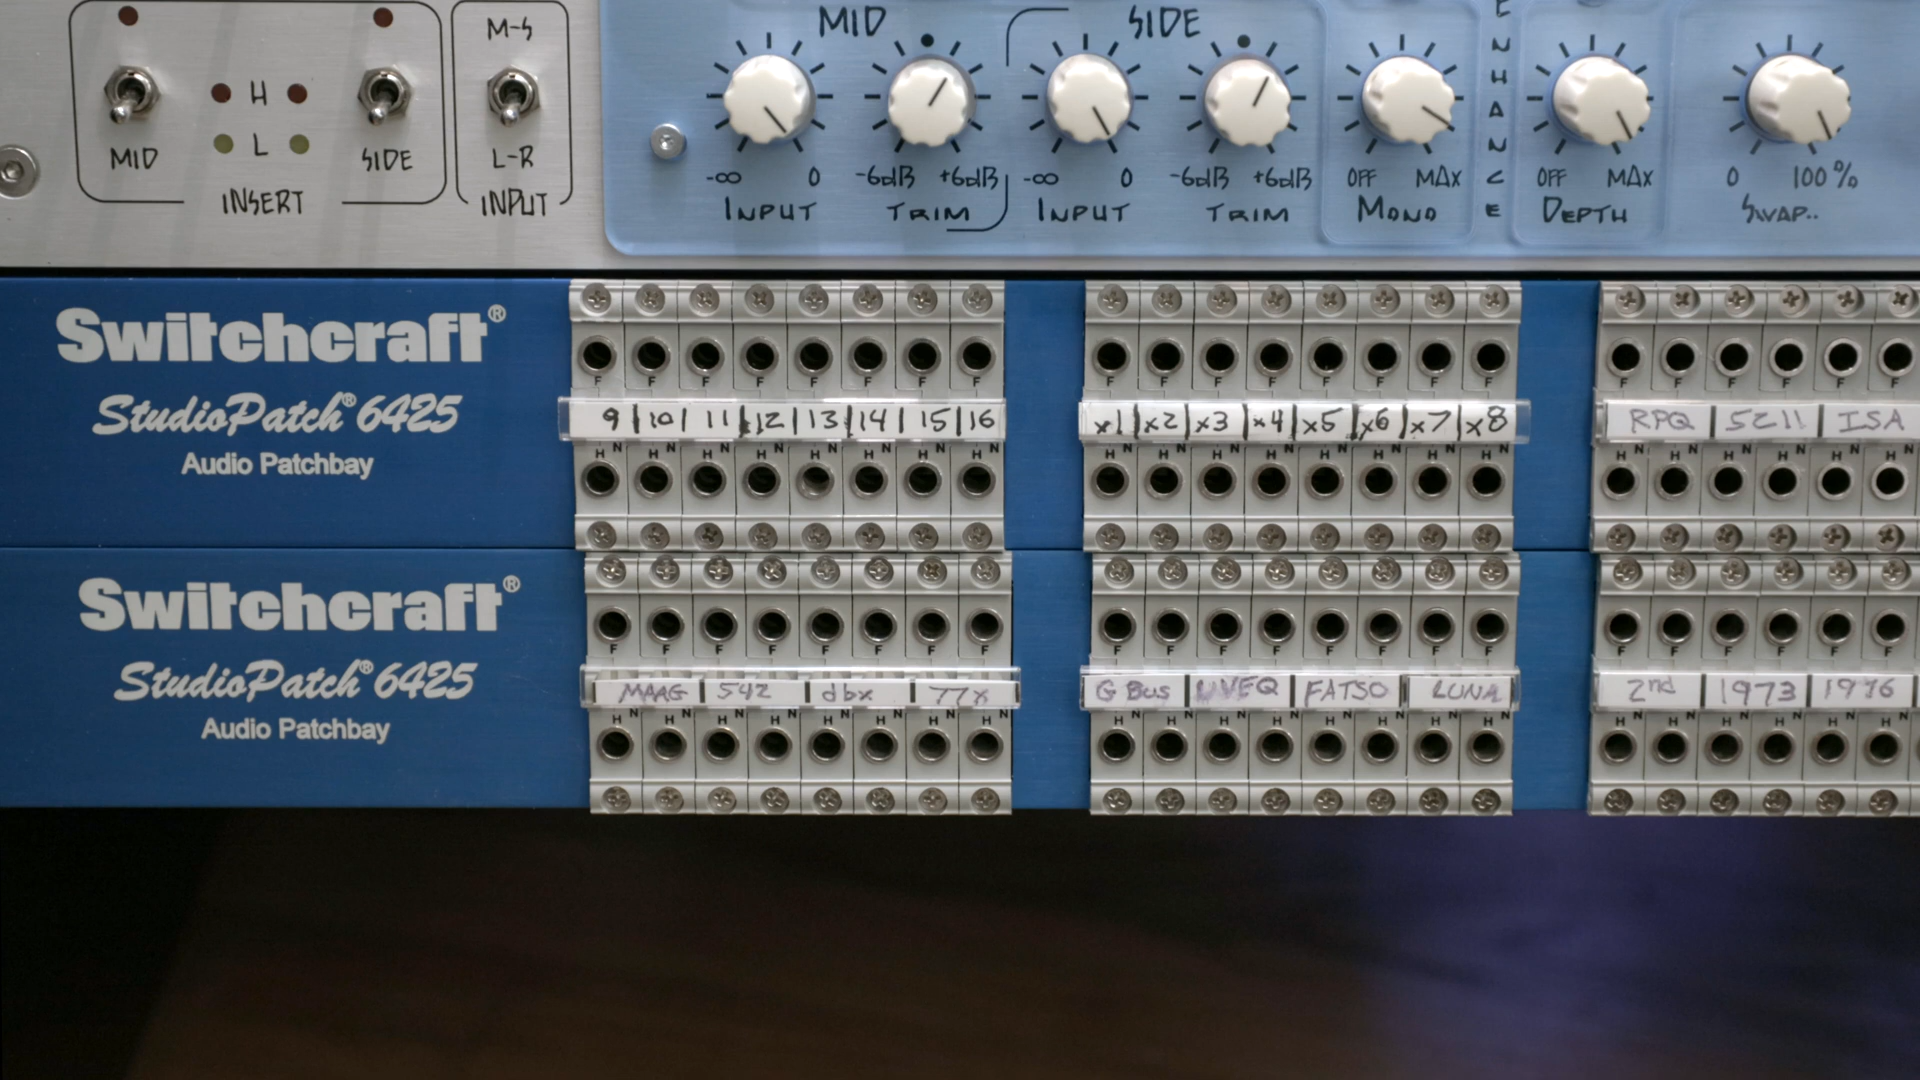 MID SIDE
M-S
H
L
MID SIDE L-R
INSERT INPUT
-∞ 0 -6dB +6dB -∞ 0 -6dB +6dB OFF MAX OFF MAX 0 100%
INPUT TRIM INPUT TRIM MONO DEPTH SWAP..
ENHANCE
Switchcraft®
StudioPatch® 6425
Audio Patchbay
F F F F F F F F
9 10 11 12 13 14 15 16
H N H N H N H N H N H N H N H N
F F F F F F F F
x1 x2 x3 x4 x5 x6 x7 x8
H N H N H N H N H N H N H N H N
F F F F F F
RPQ 5211 ISA
H N H N H N H N H N H N
Switchcraft®
StudioPatch® 6425
Audio Patchbay
F F F F F F F F
MAAG 542 dbx 77x
H N H N H N H N H N H N H N H N
F F F F F F F F
G BUS UVEQ FATSO LUNA
H N H N H N H N H N H N H N H N
F F F F F F
2nd 1973 1976
H N H N H N H N H N H N